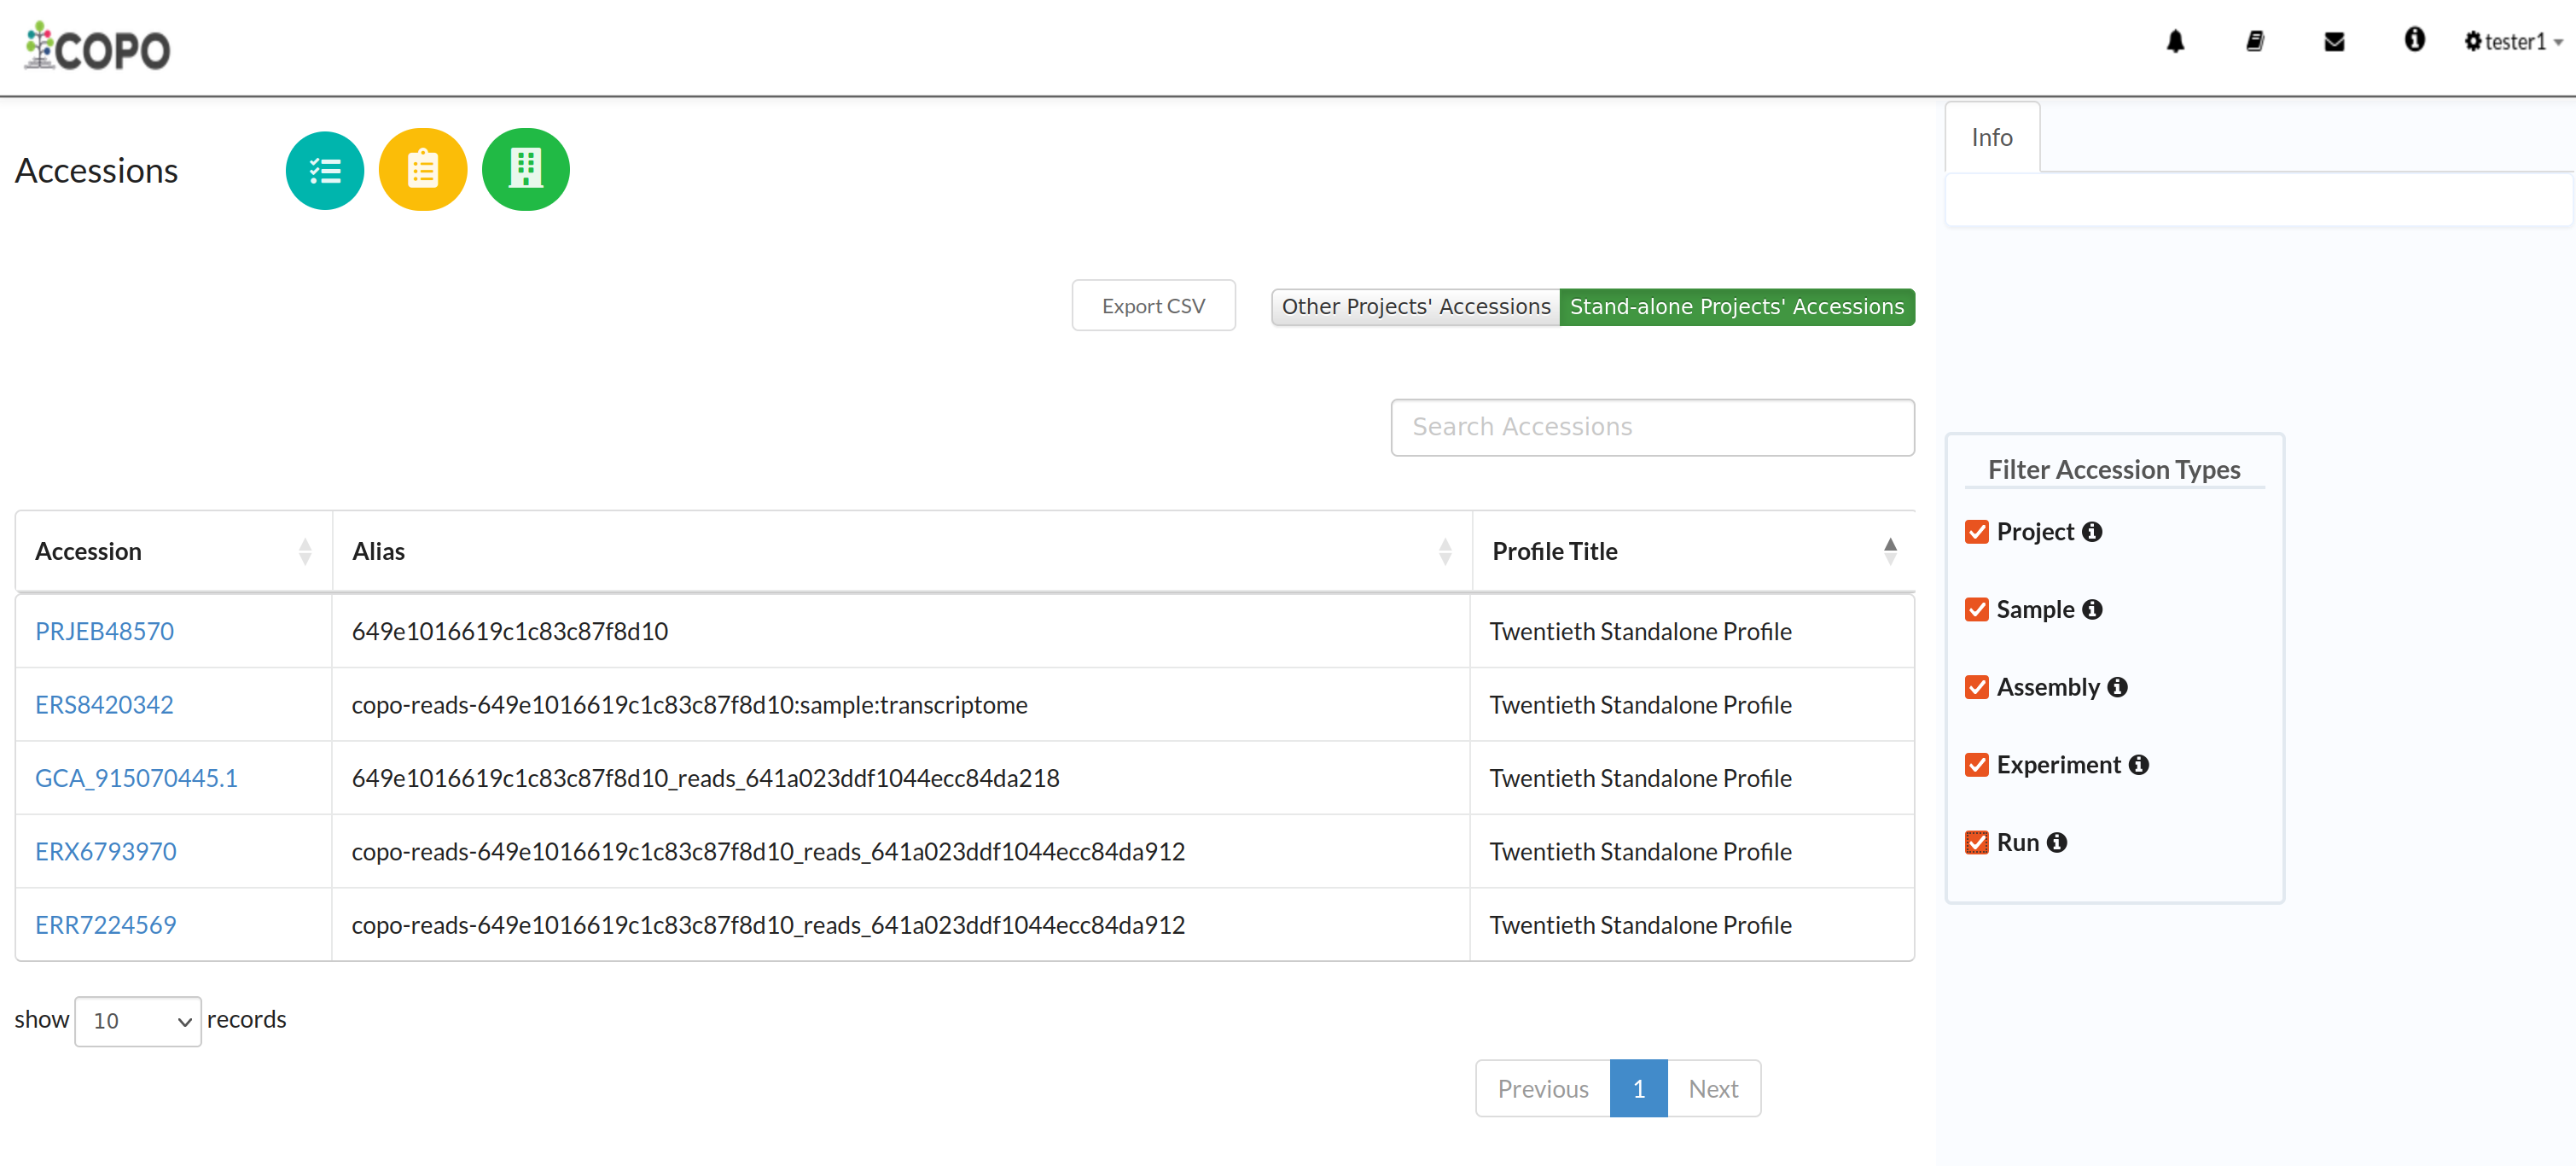 COPO
tester1
Accessions
Info
Export CSV
Other Projects' Accessions Stand-alone Projects' Accessions
Search Accessions
Filter Accession Types
Project
Sample
Assembly
Experiment
Run
Accession Alias Profile Title
PRJEB48570 649e1016619c1c83c87f8d10 Twentieth Standalone Profile
ERS8420342 copo-reads-649e1016619c1c83c87f8d10:sample:transcriptome Twentieth Standalone Profile
GCA_915070445.1 649e1016619c1c83c87f8d10_reads_641a023ddf1044ecc84da218 Twentieth Standalone Profile
ERX6793970 copo-reads-649e1016619c1c83c87f8d10_reads_641a023ddf1044ecc84da912 Twentieth Standalone Profile
ERR7224569 copo-reads-649e1016619c1c83c87f8d10_reads_641a023ddf1044ecc84da912 Twentieth Standalone Profile
show 10 records
Previous 1 Next